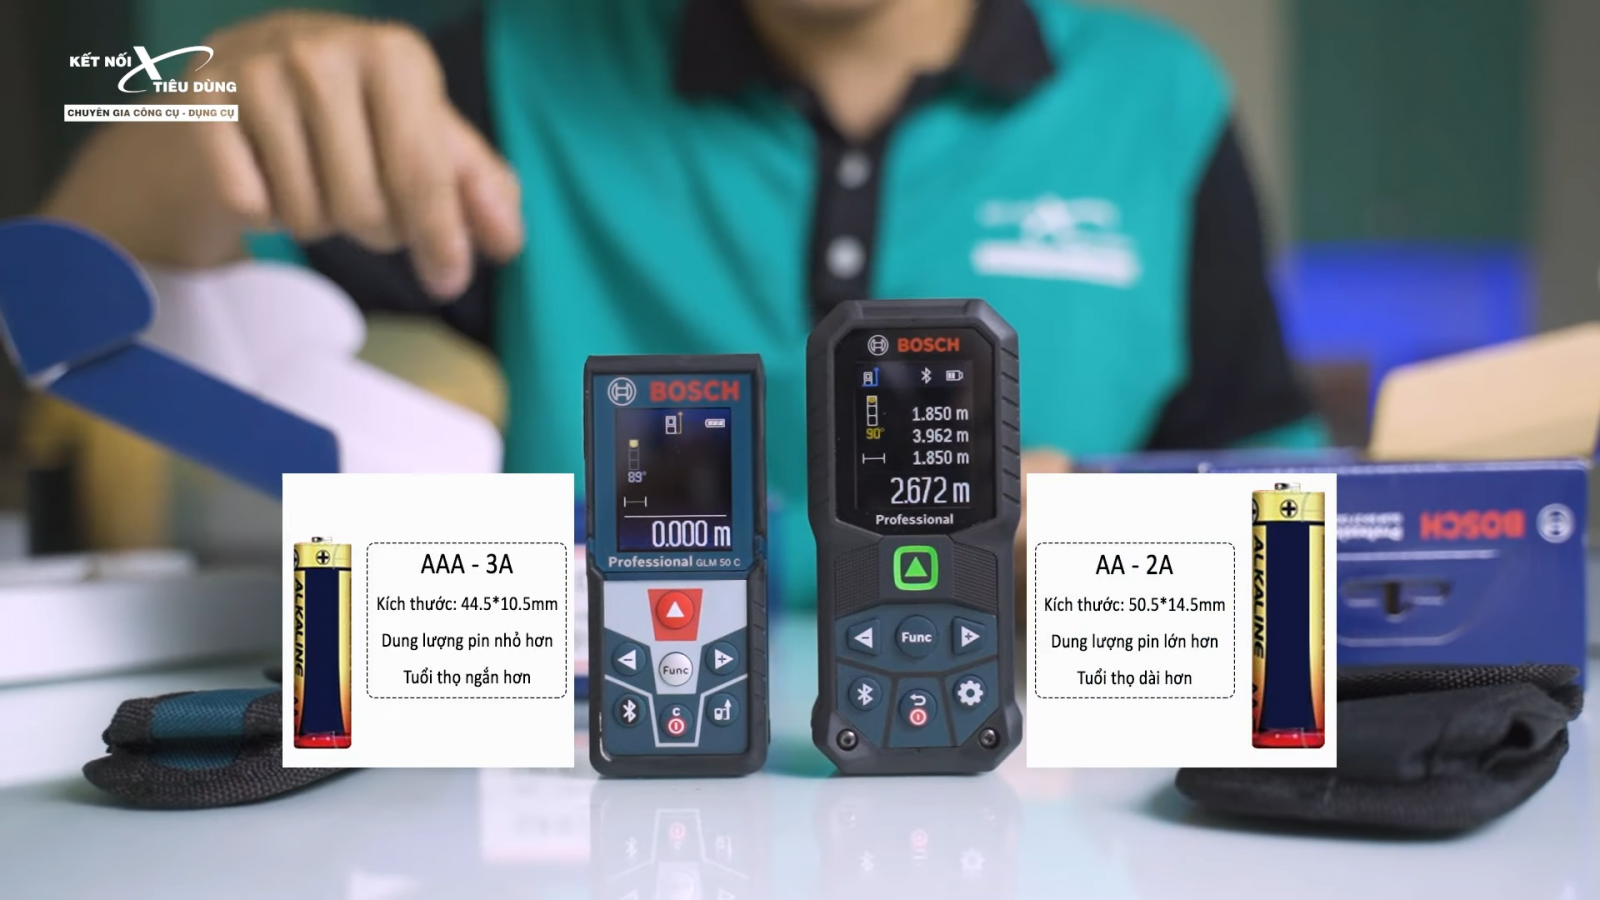 KẾT NỐI
TIÊU DÙNG
CHUYÊN GIA CÔNG CỤ - DỤNG CỤ
BOSCH
89°
0.000 m
Professional GLM 50 C
Func
C
BOSCH
90°
1.850 m
3.962 m
1.850 m
2.672 m
Professional
Func
ALKALINE
AAA - 3A
Kích thước: 44.5*10.5mm
Dung lượng pin nhỏ hơn
Tuổi thọ ngắn hơn
AA - 2A
Kích thước: 50.5*14.5mm
Dung lượng pin lớn hơn
Tuổi thọ dài hơn
ALKALINE
BOSCH
Professional